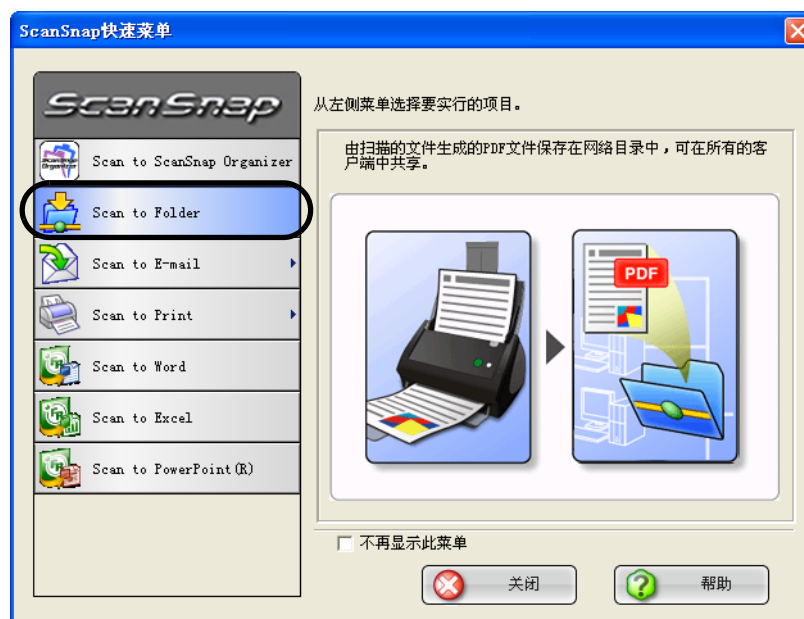 ScanSnap快速菜单
ScanSnap
从左侧菜单选择要实行的项目。
Scan to ScanSnap Organizer
Scan to Folder
Scan to E-mail
Scan to Print
Scan to Word
Scan to Excel
Scan to PowerPoint(R)
由扫描的文件生成的PDF文件保存在网络目录中，可在所有的客
户端中共享。
PDF
不再显示此菜单
关闭
帮助